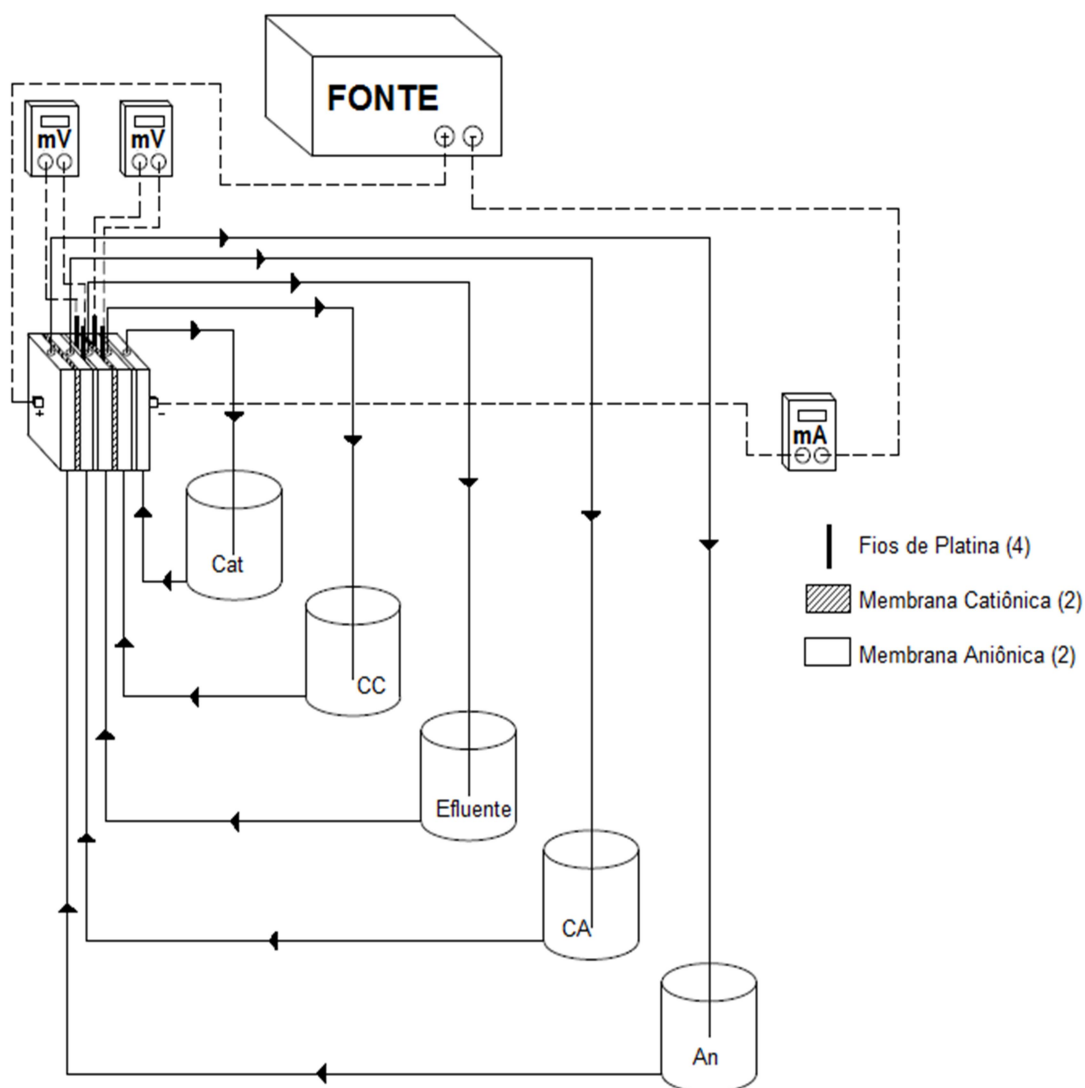 FONTE
+ -
mV
mV
+
-
mA
Cat
CC
Efluente
CA
An
Fios de Platina (4)
Membrana Catiônica (2)
Membrana Aniônica (2)